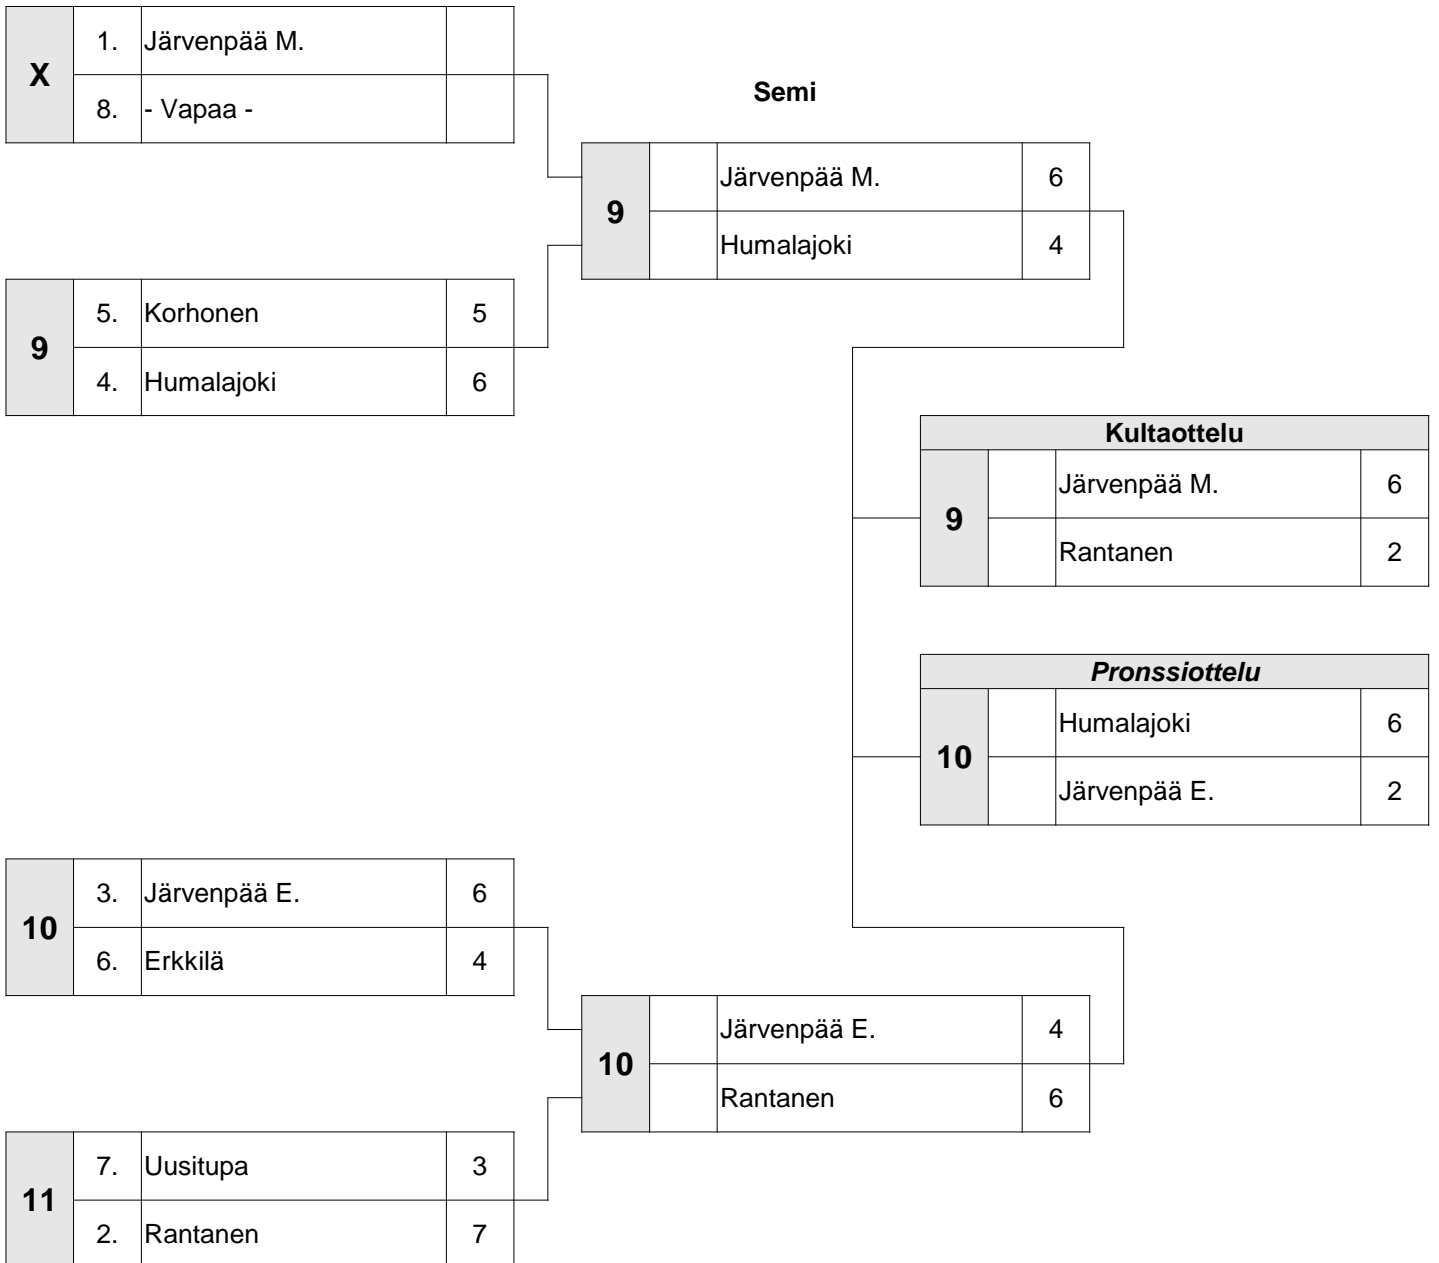 X
1. Järvenpää M.
8. - Vapaa -
9
5. Korhonen 5
4. Humalajoki 6
Semi
9
Järvenpää M. 6
Humalajoki 4
Kultaottelu
9
Järvenpää M. 6
Rantanen 2
Pronssiottelu
10
Humalajoki 6
Järvenpää E. 2
10
3. Järvenpää E. 6
6. Erkkilä 4
10
Järvenpää E. 4
Rantanen 6
11
7. Uusitupa 3
2. Rantanen 7